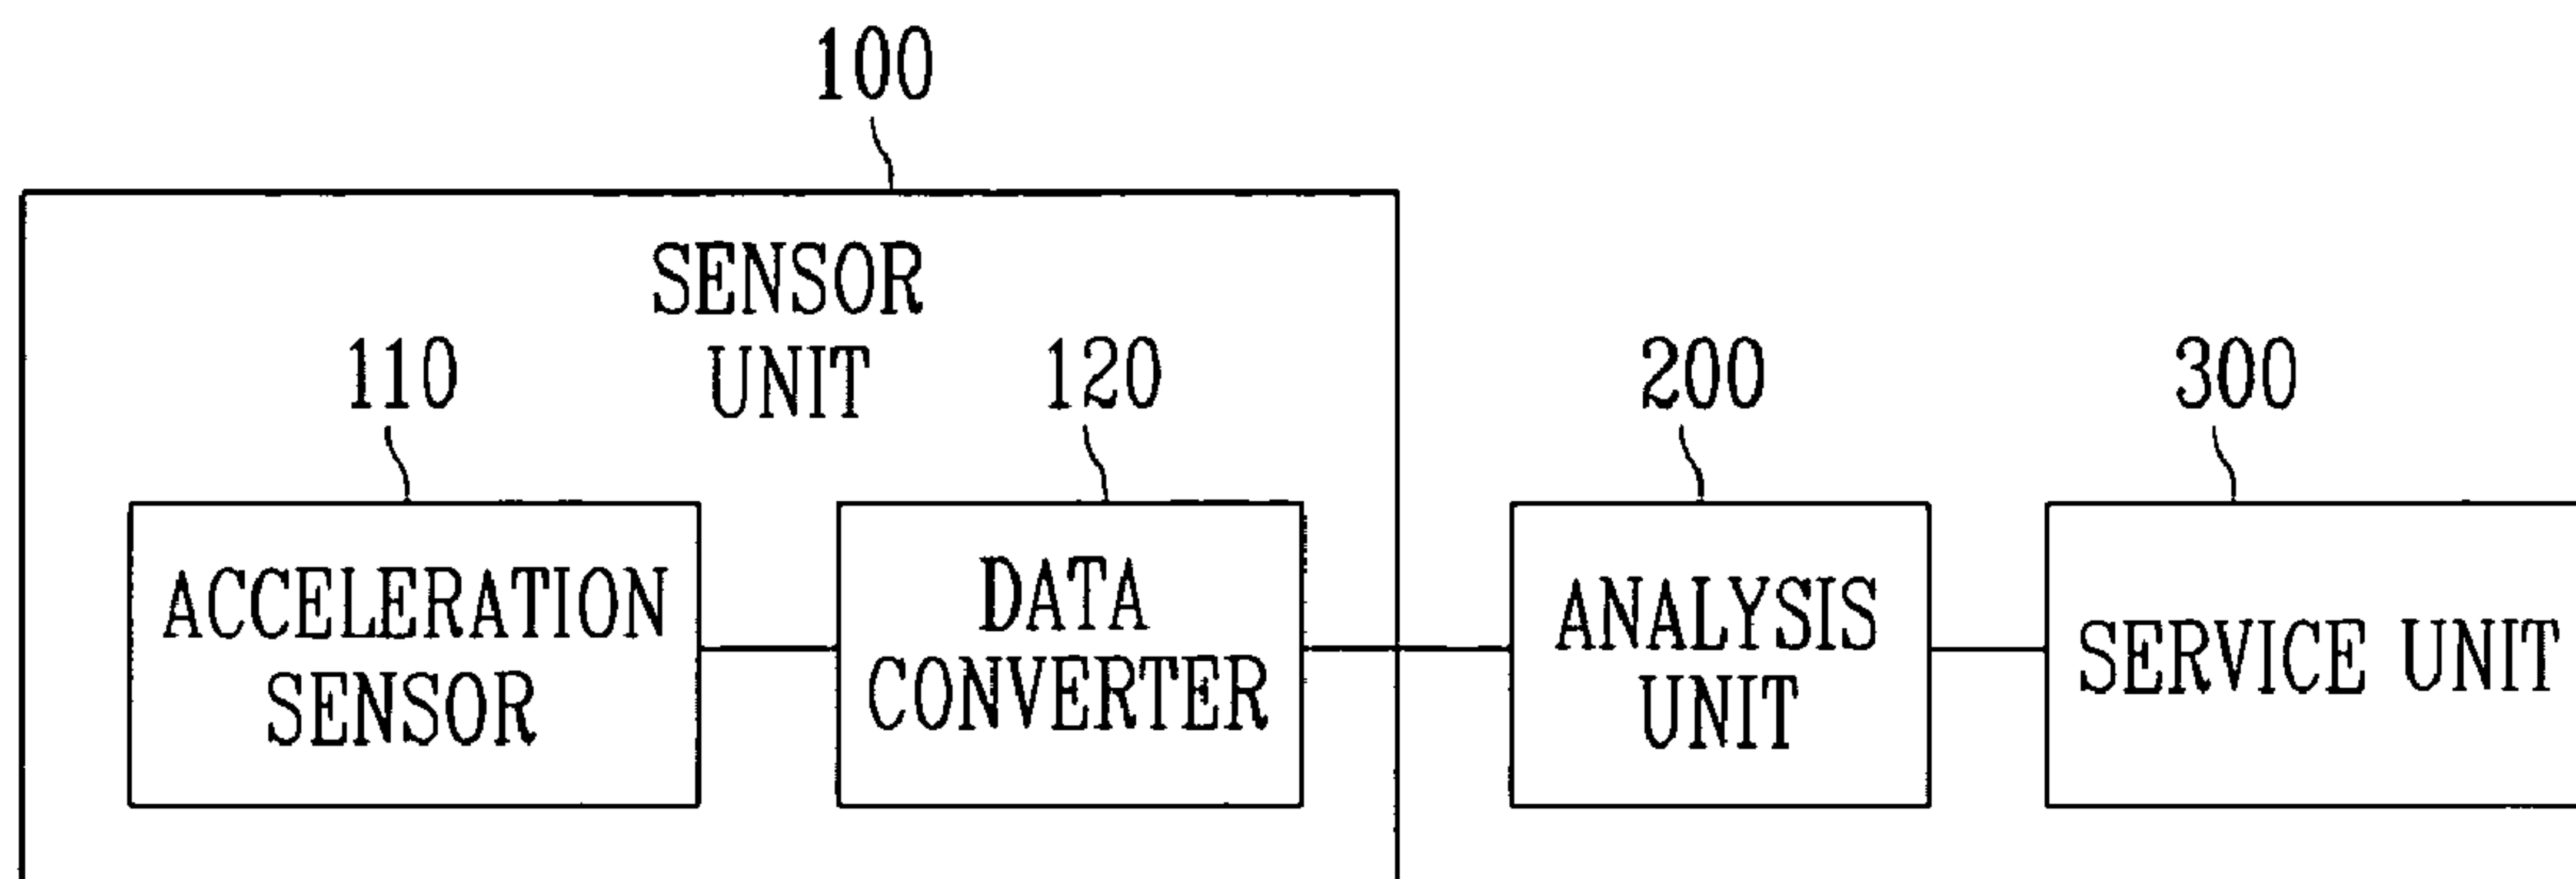 100
SENSOR
UNIT
110
120
200
300
ACCELERATION
SENSOR
DATA
CONVERTER
ANALYSIS
UNIT
SERVICE UNIT